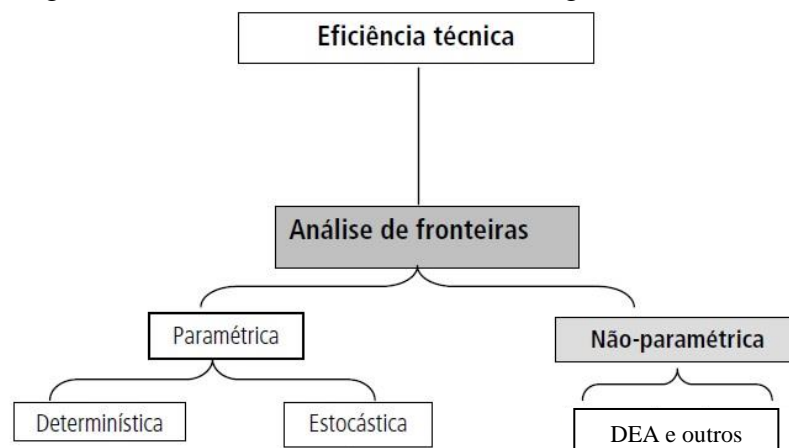 Eficiência técnica
Análise de fronteiras
Paramétrica
Não-paramétrica
Determinística
Estocástica
DEA e outros